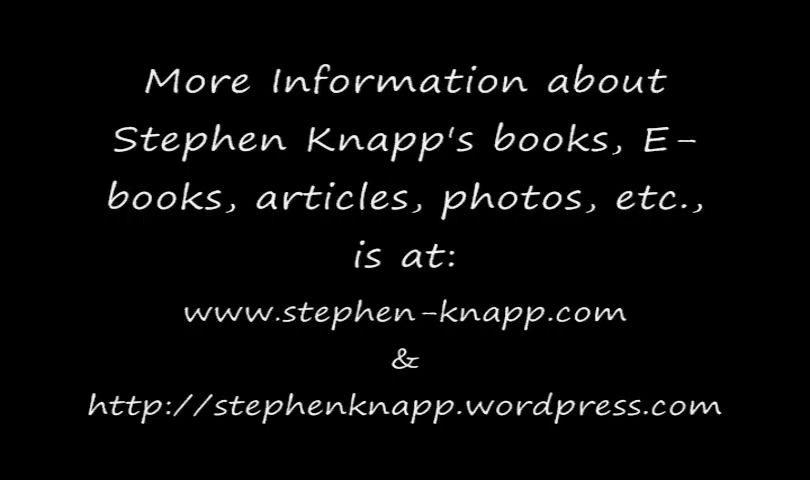 More Information about
Stephen Knapp's books, E-
books, articles, photos, etc.,
is at:
www.stephen-knapp.com
&
http://stephenknapp.wordpress.com